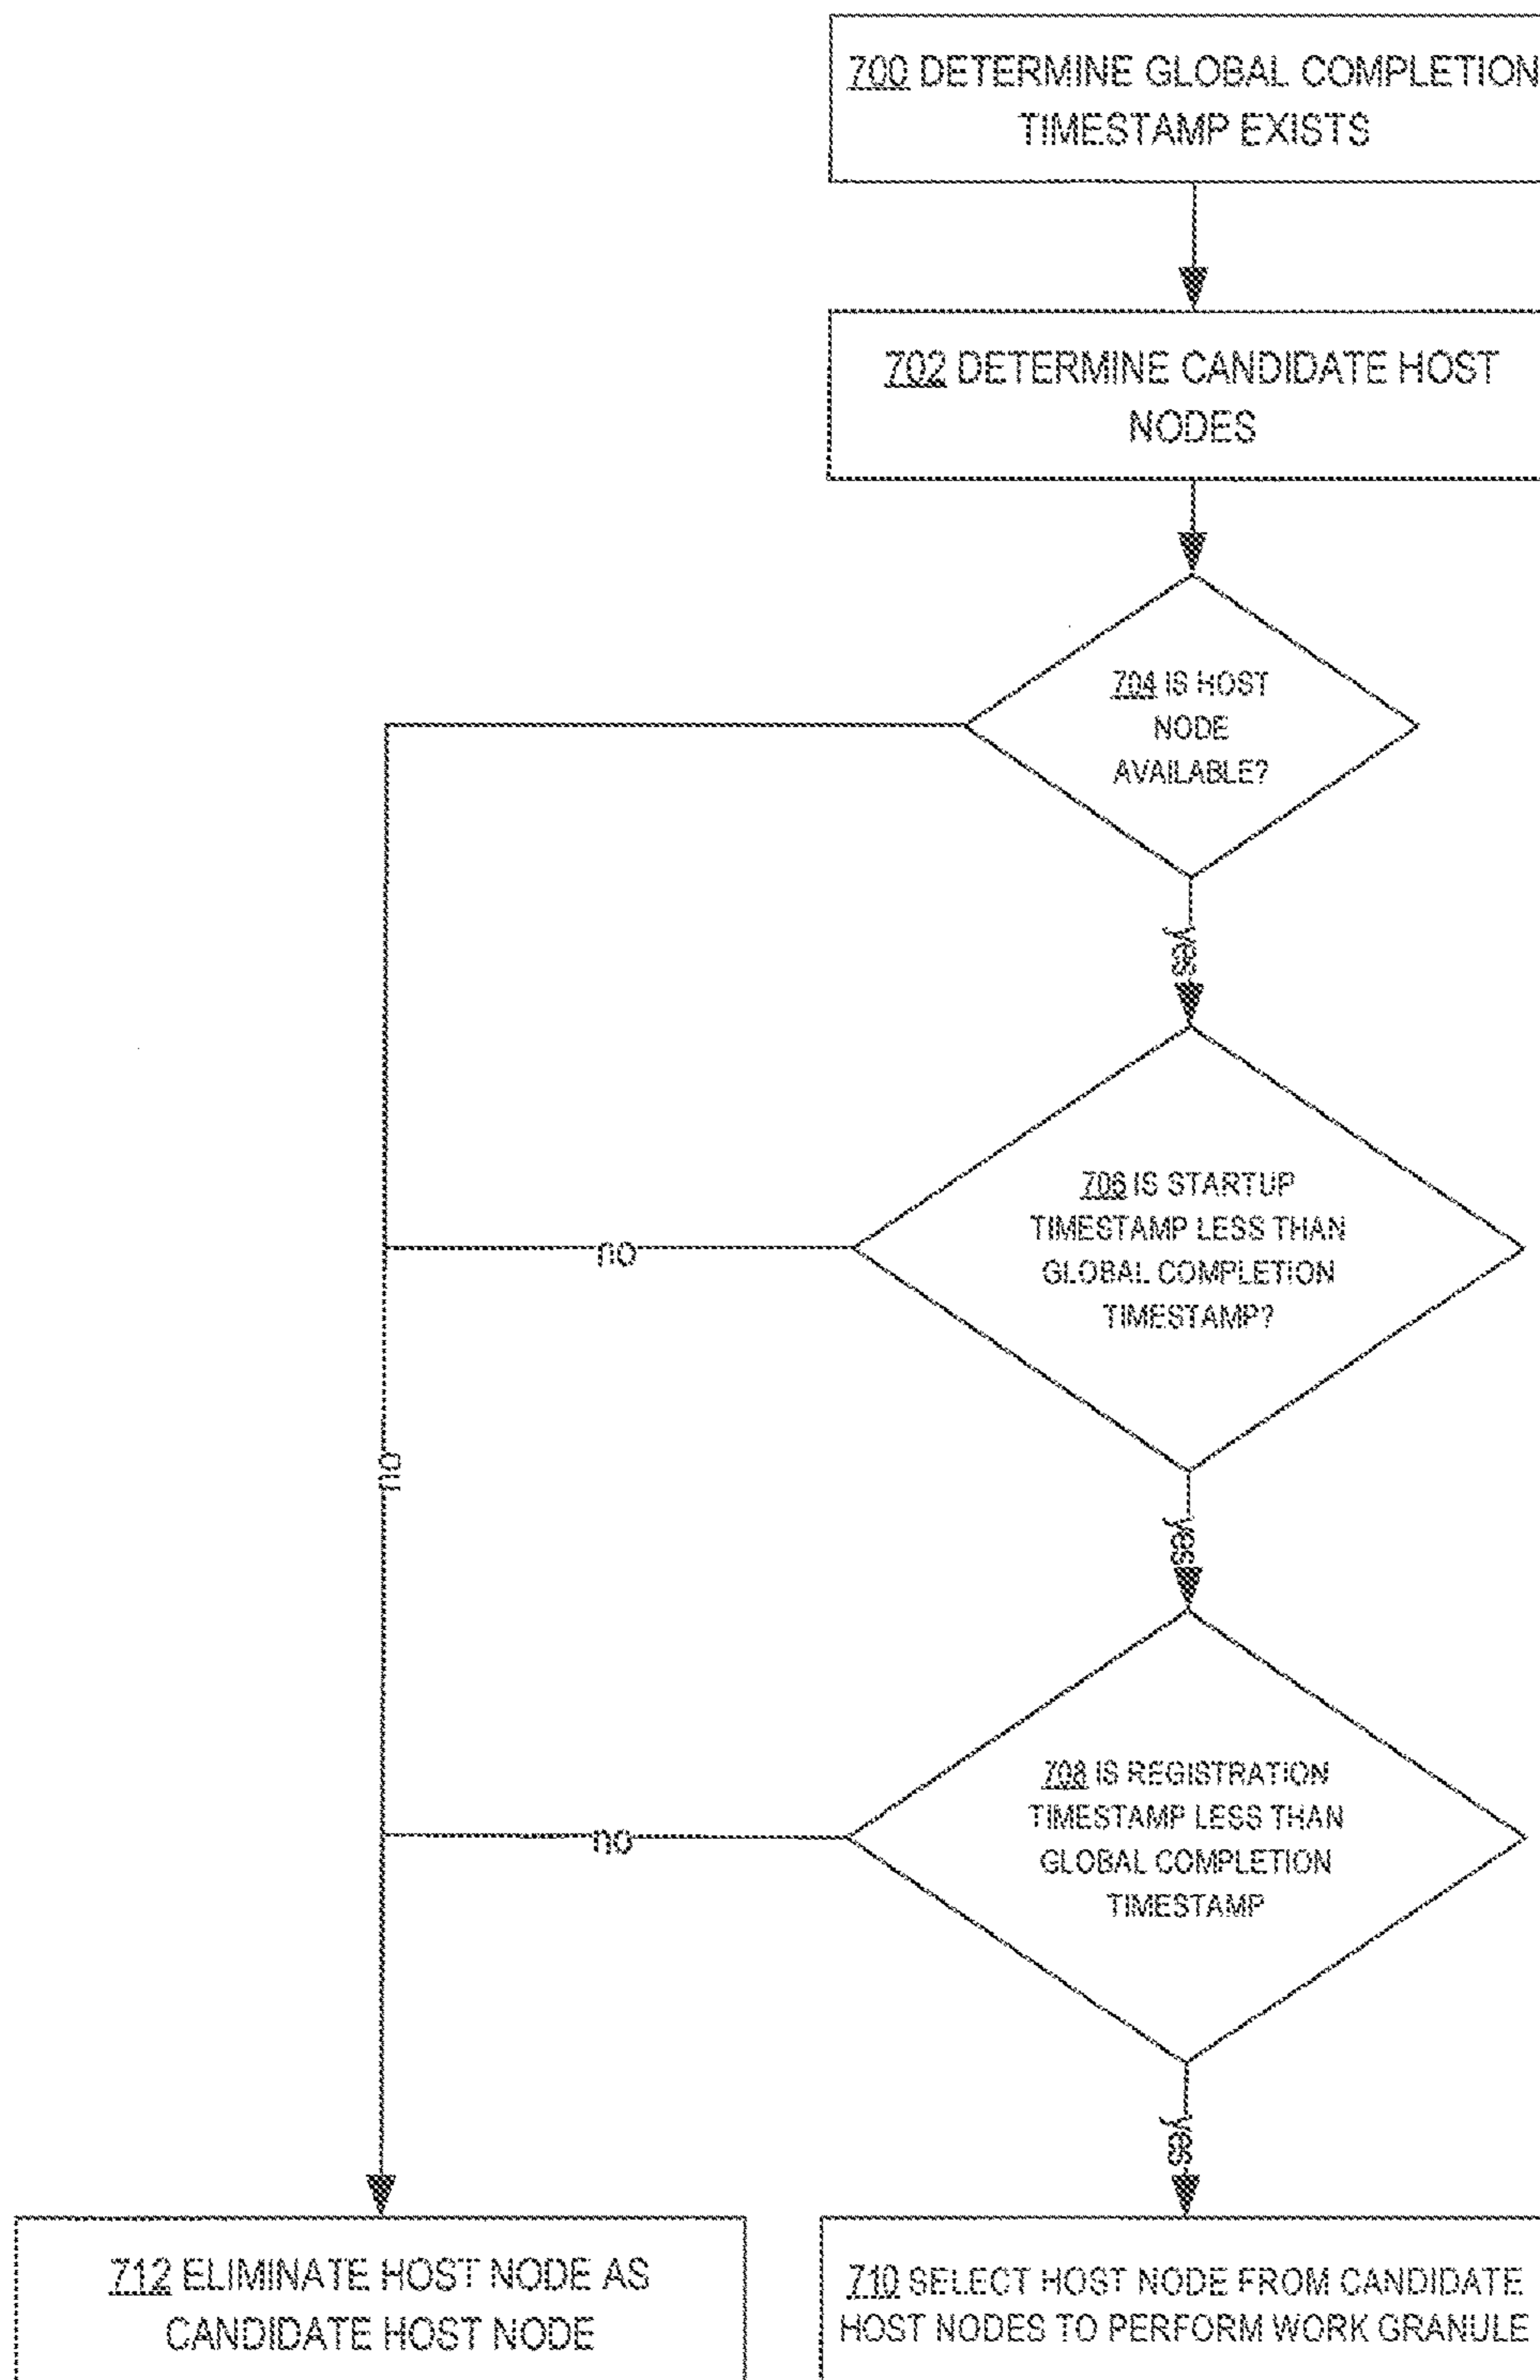 700 DETERMINE GLOBAL COMPLETION
TIMESTAMP EXISTS
702 DETERMINE CANDIDATE HOST
NODES
704 IS HOST
NODE
AVAILABLE?
yes
706 IS STARTUP
TIMESTAMP LESS THAN
GLOBAL COMPLETION
TIMESTAMP?
no
no
yes
708 IS REGISTRATION
TIMESTAMP LESS THAN
GLOBAL COMPLETION
TIMESTAMP
no
yes
712 ELIMINATE HOST NODE AS
CANDIDATE HOST NODE
710 SELECT HOST NODE FROM CANDIDATE
HOST NODES TO PERFORM WORK GRANULE